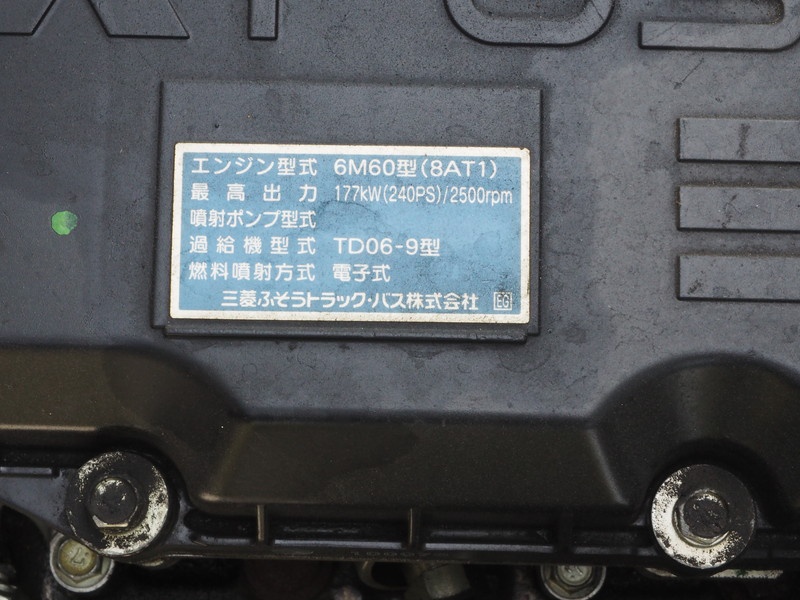 エンジン型式 6M60型(8AT1)
最高出力 177kW(240PS)/2500rpm
噴射ポンプ型式
過給機型式 TD06-9型
燃料噴射方式 電子式
三菱ふそうトラック・バス株式会社 EG